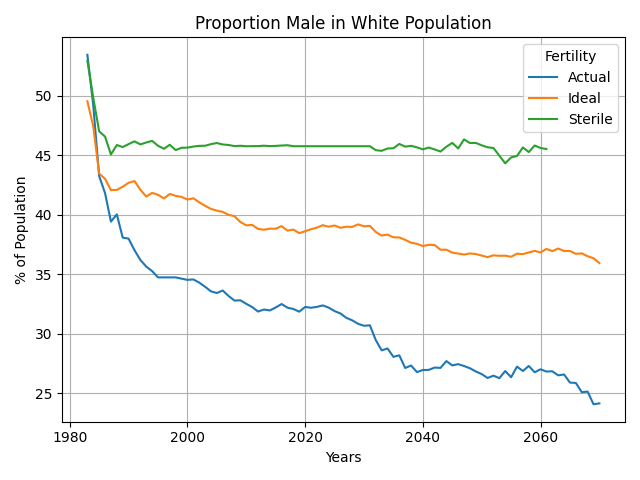 Proportion Male in White Population
% of Population
50
45
40
35
30
25
1980
2000
2020
2040
2060
Years
Fertility
Actual
Ideal
Sterile